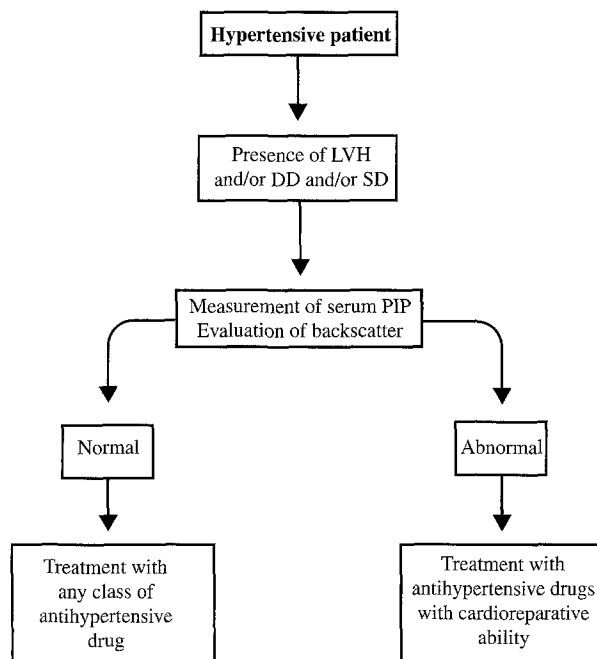 Hypertensive patient
Presence of LVH
and/or DD and/or SD
Measurement of serum PIP
Evaluation of backscatter
Normal
Abnormal
Treatment with
any class of
antihypertensive
drug
Treatment with
antihypertensive drugs
with cardioreparative
ability